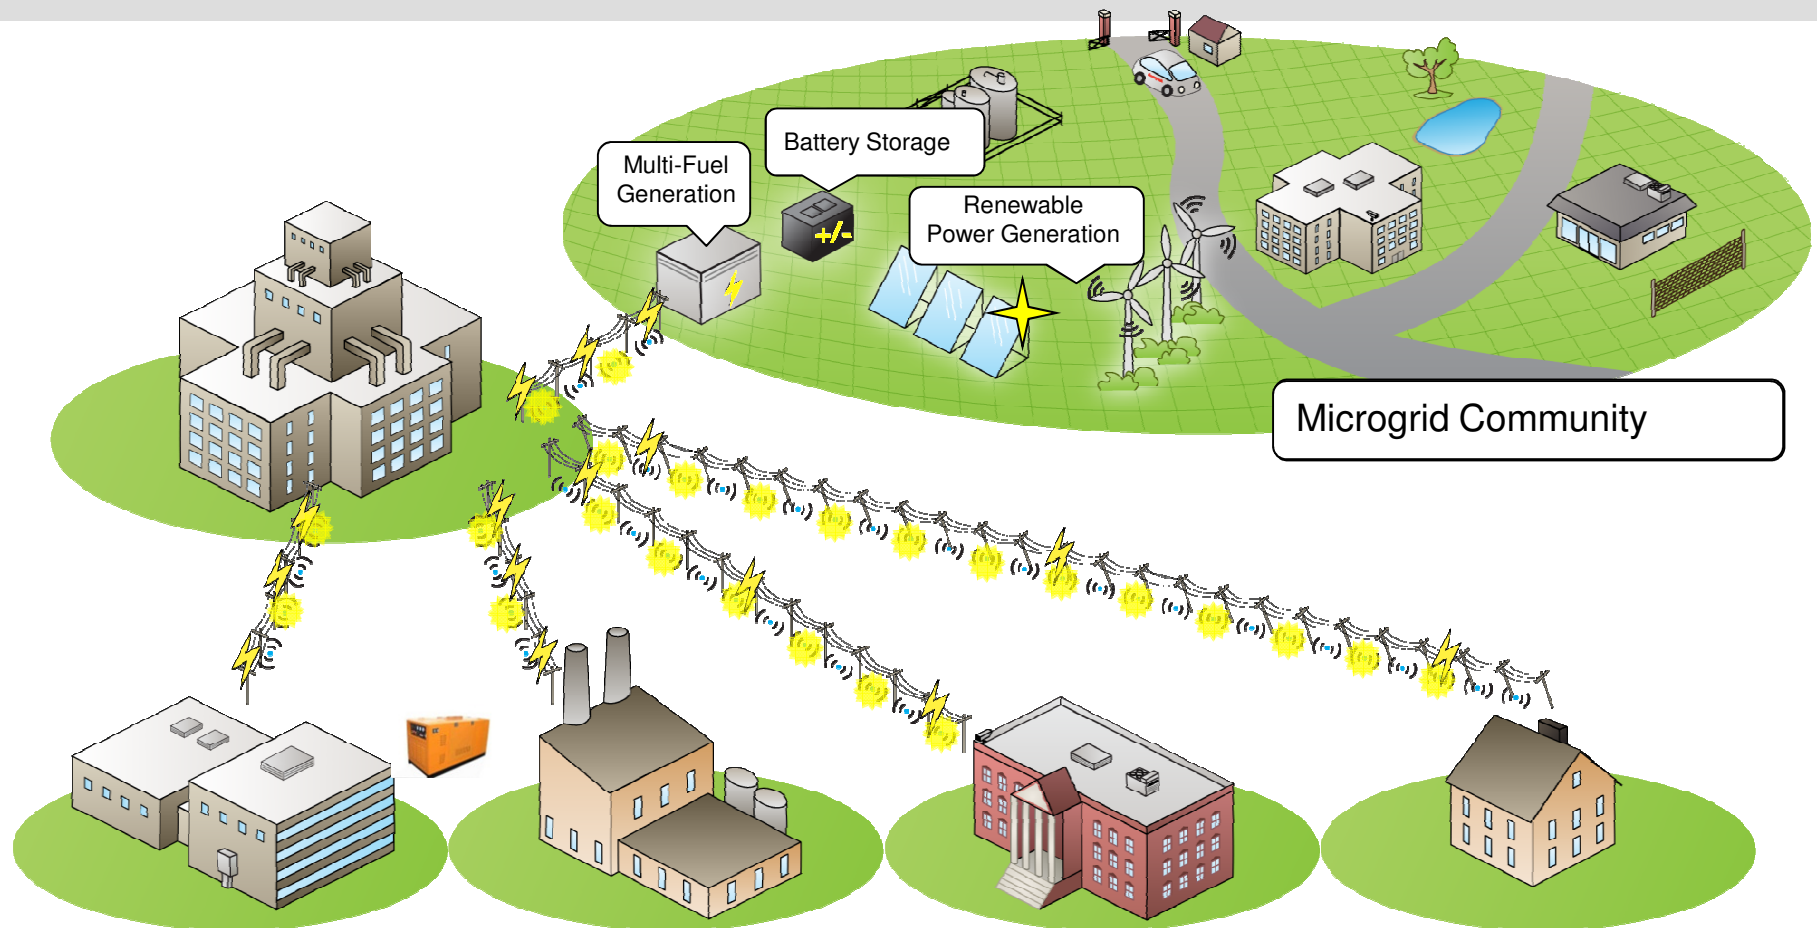 Battery Storage
Multi-Fuel
Generation
+/-
Renewable
Power Generation
Microgrid Community